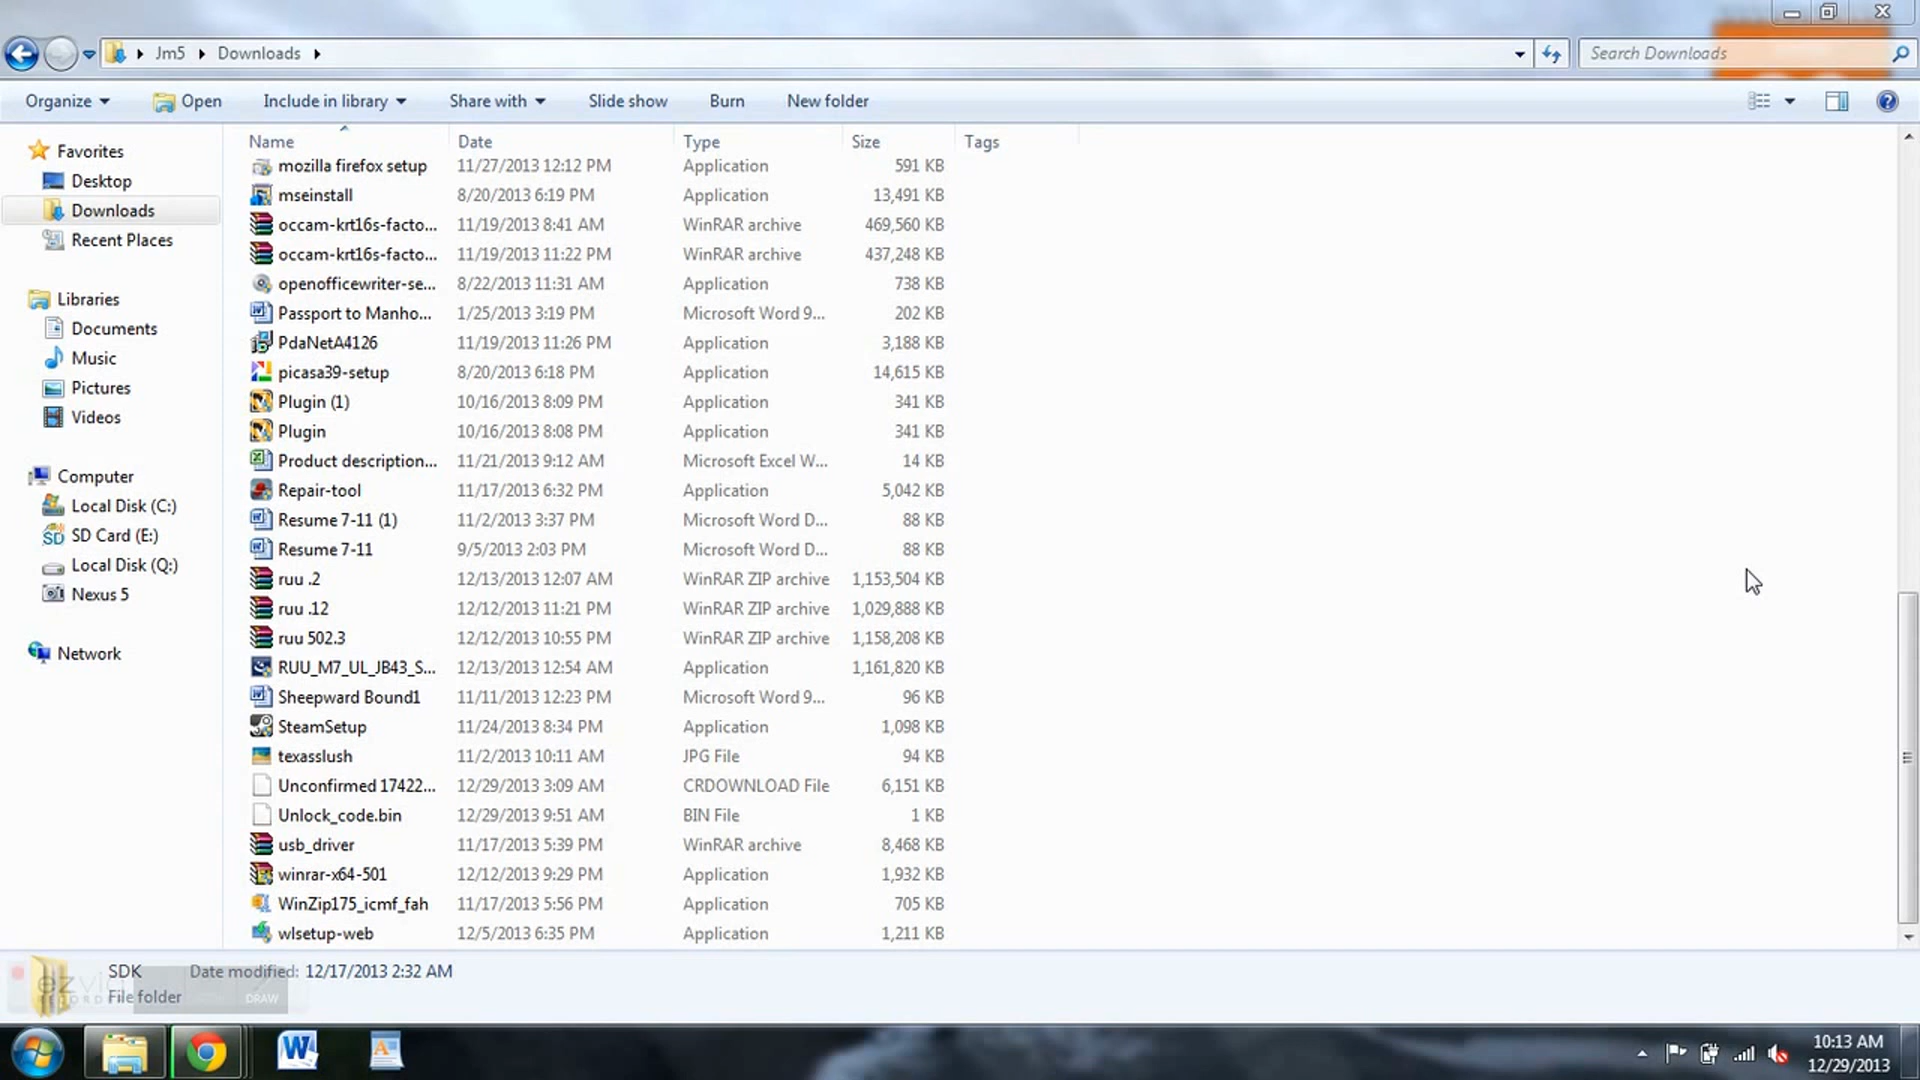 Jm5 Downloads
Search Downloads
Organize Open Include in library Share with Slide show Burn New folder
Favorites
Desktop
Downloads
Recent Places
Libraries
Documents
Music
Pictures
Videos
Computer
Local Disk (C:)
SD Card (E:)
Local Disk (Q:)
Nexus 5
Network
Name Date Type Size Tags
mozilla firefox setup 11/27/2013 12:12 PM Application 591 KB
mseinstall 8/20/2013 6:19 PM Application 13,491 KB
occam-krt16s-facto... 11/19/2013 8:41 AM WinRAR archive 469,560 KB
occam-krt16s-facto... 11/19/2013 11:22 PM WinRAR archive 437,248 KB
openofficewriter-se... 8/22/2013 11:31 AM Application 738 KB
Passport to Manho... 1/25/2013 3:19 PM Microsoft Word 9... 202 KB
PdaNetA4126 11/19/2013 11:26 PM Application 3,188 KB
picasa39-setup 8/20/2013 6:18 PM Application 14,615 KB
Plugin (1) 10/16/2013 8:09 PM Application 341 KB
Plugin 10/16/2013 8:08 PM Application 341 KB
Product description... 11/21/2013 9:12 AM Microsoft Excel W... 14 KB
Repair-tool 11/17/2013 6:32 PM Application 5,042 KB
Resume 7-11 (1) 11/2/2013 3:37 PM Microsoft Word D... 88 KB
Resume 7-11 9/5/2013 2:03 PM Microsoft Word D... 88 KB
ruu .2 12/13/2013 12:07 AM WinRAR ZIP archive 1,153,504 KB
ruu .12 12/12/2013 11:21 PM WinRAR ZIP archive 1,029,888 KB
ruu 502.3 12/12/2013 10:55 PM WinRAR ZIP archive 1,158,208 KB
RUU_M7_UL_JB43_S... 12/13/2013 12:54 AM Application 1,161,820 KB
Sheepward Bound1 11/11/2013 12:23 PM Microsoft Word 9... 96 KB
SteamSetup 11/24/2013 8:34 PM Application 1,098 KB
texasslush 11/2/2013 10:11 AM JPG File 94 KB
Unconfirmed 17422... 12/29/2013 3:09 AM CRDOWNLOAD File 6,151 KB
Unlock_code.bin 12/29/2013 9:51 AM BIN File 1 KB
usb_driver 11/17/2013 5:39 PM WinRAR archive 8,468 KB
winrar-x64-501 12/12/2013 9:29 PM Application 1,932 KB
WinZip175_icmf_fah 11/17/2013 5:56 PM Application 705 KB
wlsetup-web 12/5/2013 6:35 PM Application 1,211 KB
SDK Date modified: 12/17/2013 2:32 AM
File folder DRAW
10:13 AM
12/29/2013